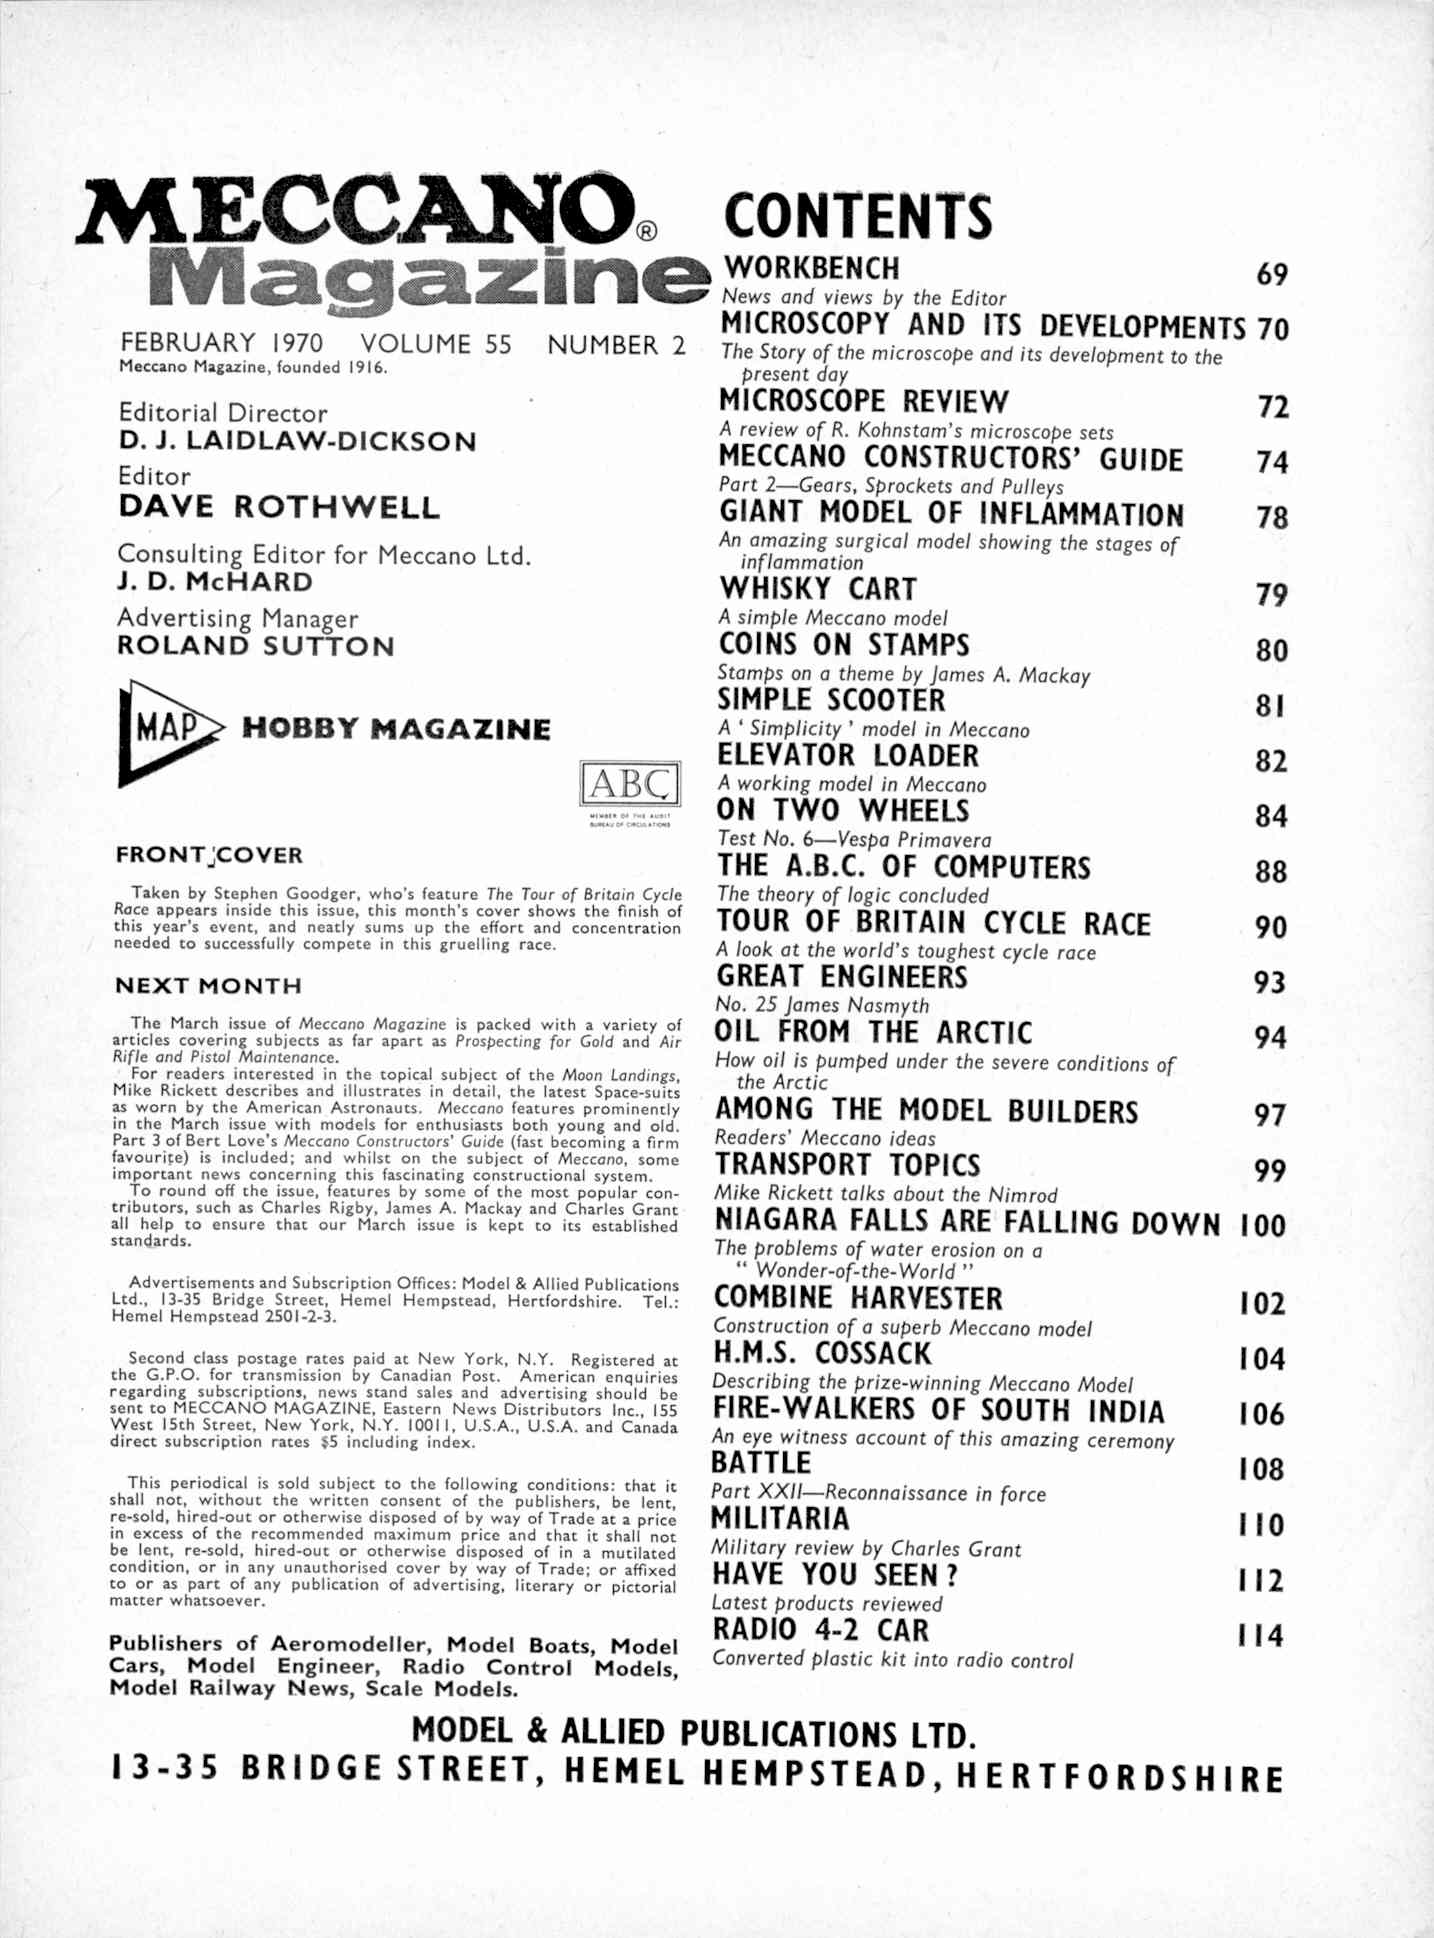 MECCANO®
Magazine
FEBRUARY 1970 VOLUME 55 NUMBER 2
Meccano Magazine, founded 1916.
Editorial Director
D. J. LAIDLAW-DICKSON
Editor
DAVE ROTHWELL
Consulting Editor for Meccano Ltd.
J. D. McHARD
Advertising Manager
ROLAND SUTTON
MAP HOBBY MAGAZINE
ABC
MEMBER OF THE AUDIT
BUREAU OF CIRCULATIONS
FRONT COVER
Taken by Stephen Goodger, who's feature The Tour of Britain Cycle
Race appears inside this issue, this month's cover shows the finish of
this year's event, and neatly sums up the effort and concentration
needed to successfully compete in this gruelling race.
NEXT MONTH
The March issue of Meccano Magazine is packed with a variety of
articles covering subjects as far apart as Prospecting for Gold and Air
Rifle and Pistol Maintenance.
For readers interested in the topical subject of the Moon Landings,
Mike Rickett describes and illustrates in detail, the latest Space-suits
as worn by the American Astronauts. Meccano features prominently
in the March issue with models for enthusiasts both young and old.
Part 3 of Bert Love's Meccano Constructors' Guide (fast becoming a firm
favourite) is included; and whilst on the subject of Meccano, some
important news concerning this fascinating constructional system.
To round off the issue, features by some of the most popular con-
tributors, such as Charles Rigby, James A. Mackay and Charles Grant
all help to ensure that our March issue is kept to its established
standards.
Advertisements and Subscription Offices: Model & Allied Publications
Ltd., 13-35 Bridge Street, Hemel Hempstead, Hertfordshire. Tel.:
Hemel Hempstead 2501-2-3.
Second class postage rates paid at New York, N.Y. Registered at
the G.P.O. for transmission by Canadian Post. American enquiries
regarding subscriptions, news stand sales and advertising should be
sent to MECCANO MAGAZINE, Eastern News Distributors Inc., 155
West 15th Street, New York, N.Y. 10011, U.S.A., U.S.A. and Canada
direct subscription rates $5 including index.
This periodical is sold subject to the following conditions: that it
shall not, without the written consent of the publishers, be lent,
re-sold, hired-out or otherwise disposed of by way of Trade at a price
in excess of the recommended maximum price and that it shall not
be lent, re-sold, hired-out or otherwise disposed of in a mutilated
condition, or in any unauthorised cover by way of Trade; or affixed
to or as part of any publication of advertising, literary or pictorial
matter whatsoever.
Publishers of Aeromodeller, Model Boats, Model
Cars, Model Engineer, Radio Control Models,
Model Railway News, Scale Models.
CONTENTS
WORKBENCH 69
News and views by the Editor
MICROSCOPY AND ITS DEVELOPMENTS 70
The Story of the microscope and its development to the
present day
MICROSCOPE REVIEW 72
A review of R. Kohnstam's microscope sets
MECCANO CONSTRUCTORS' GUIDE 74
Part 2—Gears, Sprockets and Pulleys
GIANT MODEL OF INFLAMMATION 78
An amazing surgical model showing the stages of
inflammation
WHISKY CART 79
A simple Meccano model
COINS ON STAMPS 80
Stamps on a theme by James A. Mackay
SIMPLE SCOOTER 81
A ' Simplicity ' model in Meccano
ELEVATOR LOADER 82
A working model in Meccano
ON TWO WHEELS 84
Test No. 6—Vespa Primavera
THE A.B.C. OF COMPUTERS 88
The theory of logic concluded
TOUR OF BRITAIN CYCLE RACE 90
A look at the world's toughest cycle race
GREAT ENGINEERS 93
No. 25 James Nasmyth
OIL FROM THE ARCTIC 94
How oil is pumped under the severe conditions of
the Arctic
AMONG THE MODEL BUILDERS 97
Readers' Meccano ideas
TRANSPORT TOPICS 99
Mike Rickett talks about the Nimrod
NIAGARA FALLS ARE FALLING DOWN 100
The problems of water erosion on a
" Wonder-of-the-World "
COMBINE HARVESTER 102
Construction of a superb Meccano model
H.M.S. COSSACK 104
Describing the prize-winning Meccano Model
FIRE-WALKERS OF SOUTH INDIA 106
An eye witness account of this amazing ceremony
BATTLE 108
Part XXII—Reconnaissance in force
MILITARIA 110
Military review by Charles Grant
HAVE YOU SEEN? 112
Latest products reviewed
RADIO 4-2 CAR 114
Converted plastic kit into radio control
MODEL & ALLIED PUBLICATIONS LTD.
13-35 BRIDGE STREET, HEMEL HEMPSTEAD, HERTFORDSHIRE